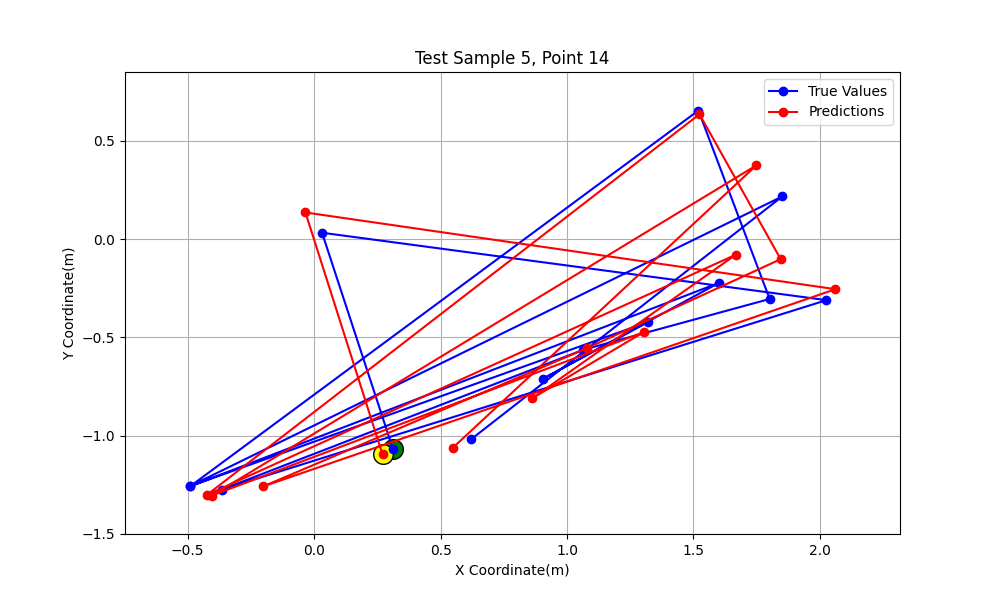 Test Sample 5, Point 14
True Values
Predictions
0.5
0.0
−0.5
−1.0
−1.5
Y Coordinate(m)
−0.5
0.0
0.5
1.0
1.5
2.0
X Coordinate(m)